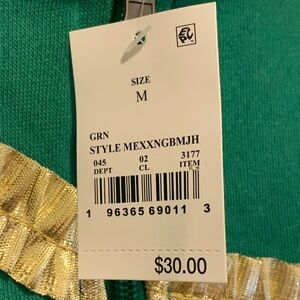 SIZE
M
GRN
STYLE MEXXNGBMJH
045 02 3177
DEPT CL ITEM
1 96365 69011 3
$30.00